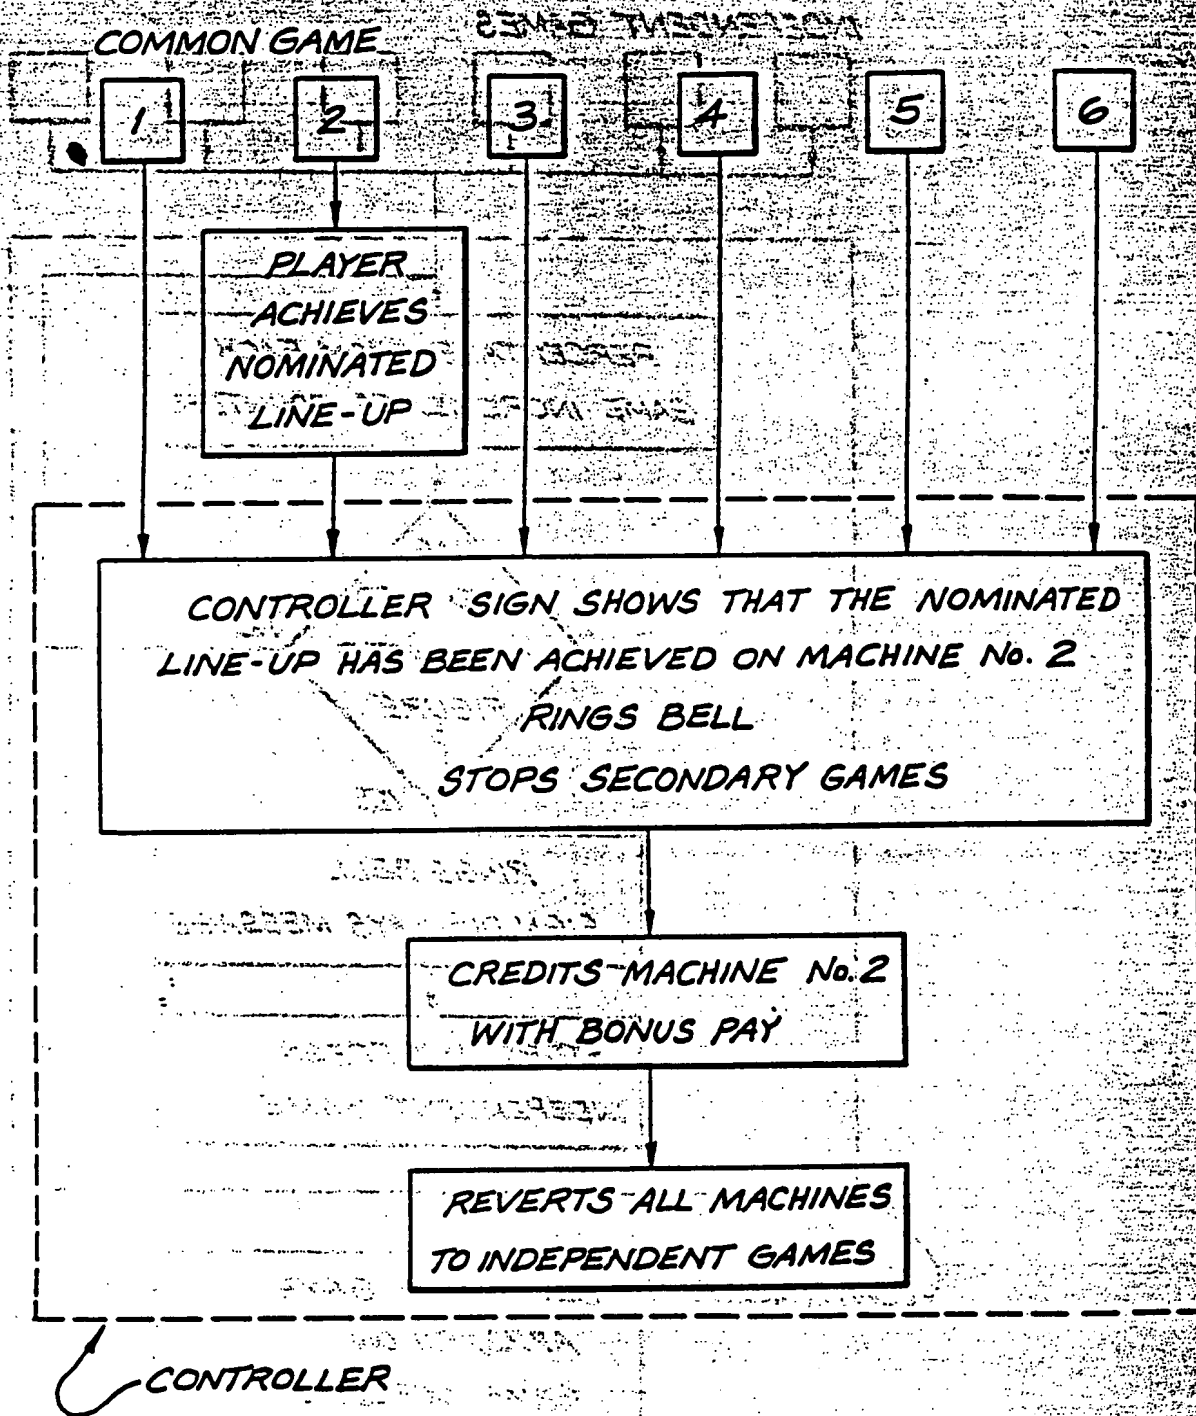 COMMON GAME
1 2 3 4 5 6
PLAYER
ACHIEVES
NOMINATED
LINE-UP
CONTROLLER SIGN SHOWS THAT THE NOMINATED
LINE-UP HAS BEEN ACHIEVED ON MACHINE No. 2
RINGS BELL
STOPS SECONDARY GAMES
CREDITS MACHINE No. 2
WITH BONUS PAY
REVERTS ALL MACHINES
TO INDEPENDENT GAMES
CONTROLLER